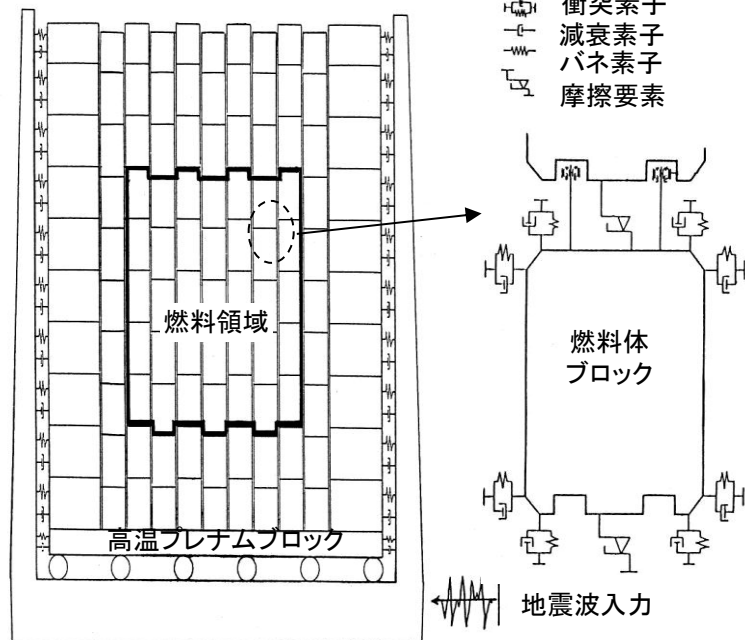 衝突素子
減衰素子
バネ素子
摩擦要素
燃料領域
燃料体
ブロック
高温プレナムブロック
地震波入力